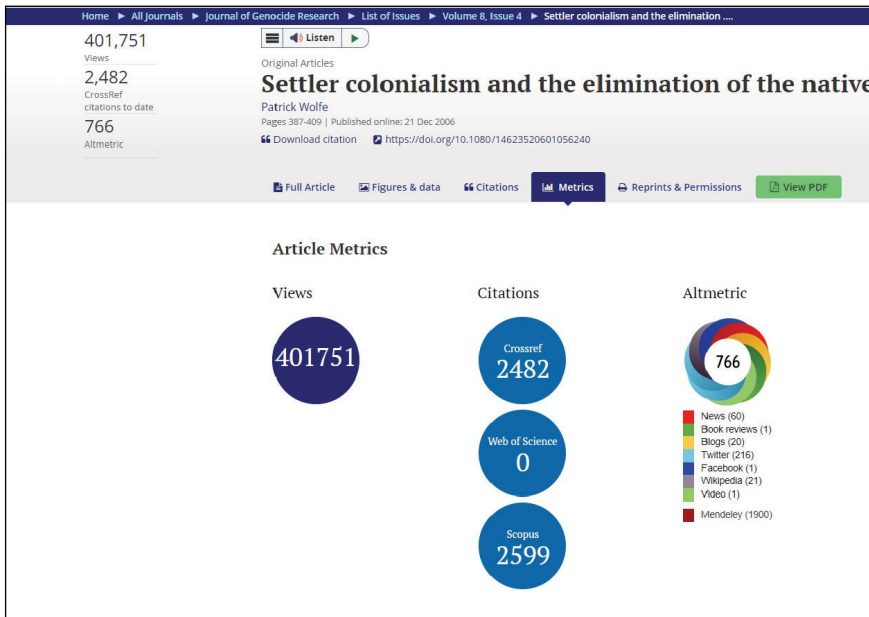 Home ► All Journals ► Journal of Genocide Research ► List of Issues ► Volume 8, Issue 4 ► Settler colonialism and the elimination ....
401,751
Views
2,482
CrossRef
citations to date
766
Altmetric
Listen
Original Articles
Settler colonialism and the elimination of the native
Patrick Wolfe
Pages 387-409 | Published online: 21 Dec 2006
Download citation https://doi.org/10.1080/14623520601056240
Full Article Figures & data Citations Metrics Reprints & Permissions View PDF
Article Metrics
Views Citations Altmetric
401751
Crossref
2482
766
Web of Science
0
Scopus
2599
News (60)
Book reviews (1)
Blogs (20)
Twitter (216)
Facebook (1)
Wikipedia (21)
Video (1)
Mendeley (1900)